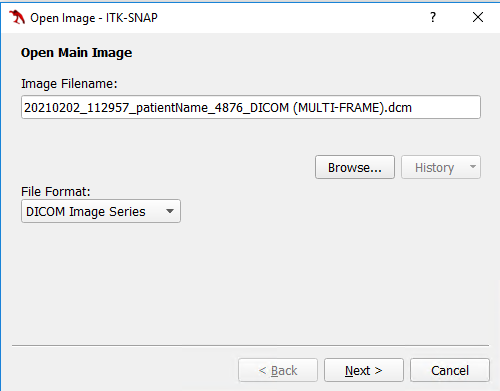 Open Image - ITK-SNAP ? ×
Open Main Image
Image Filename:
20210202_112957_patientName_4876_DICOM (MULTI-FRAME).dcm
Browse... History
File Format:
DICOM Image Series
< Back Next > Cancel